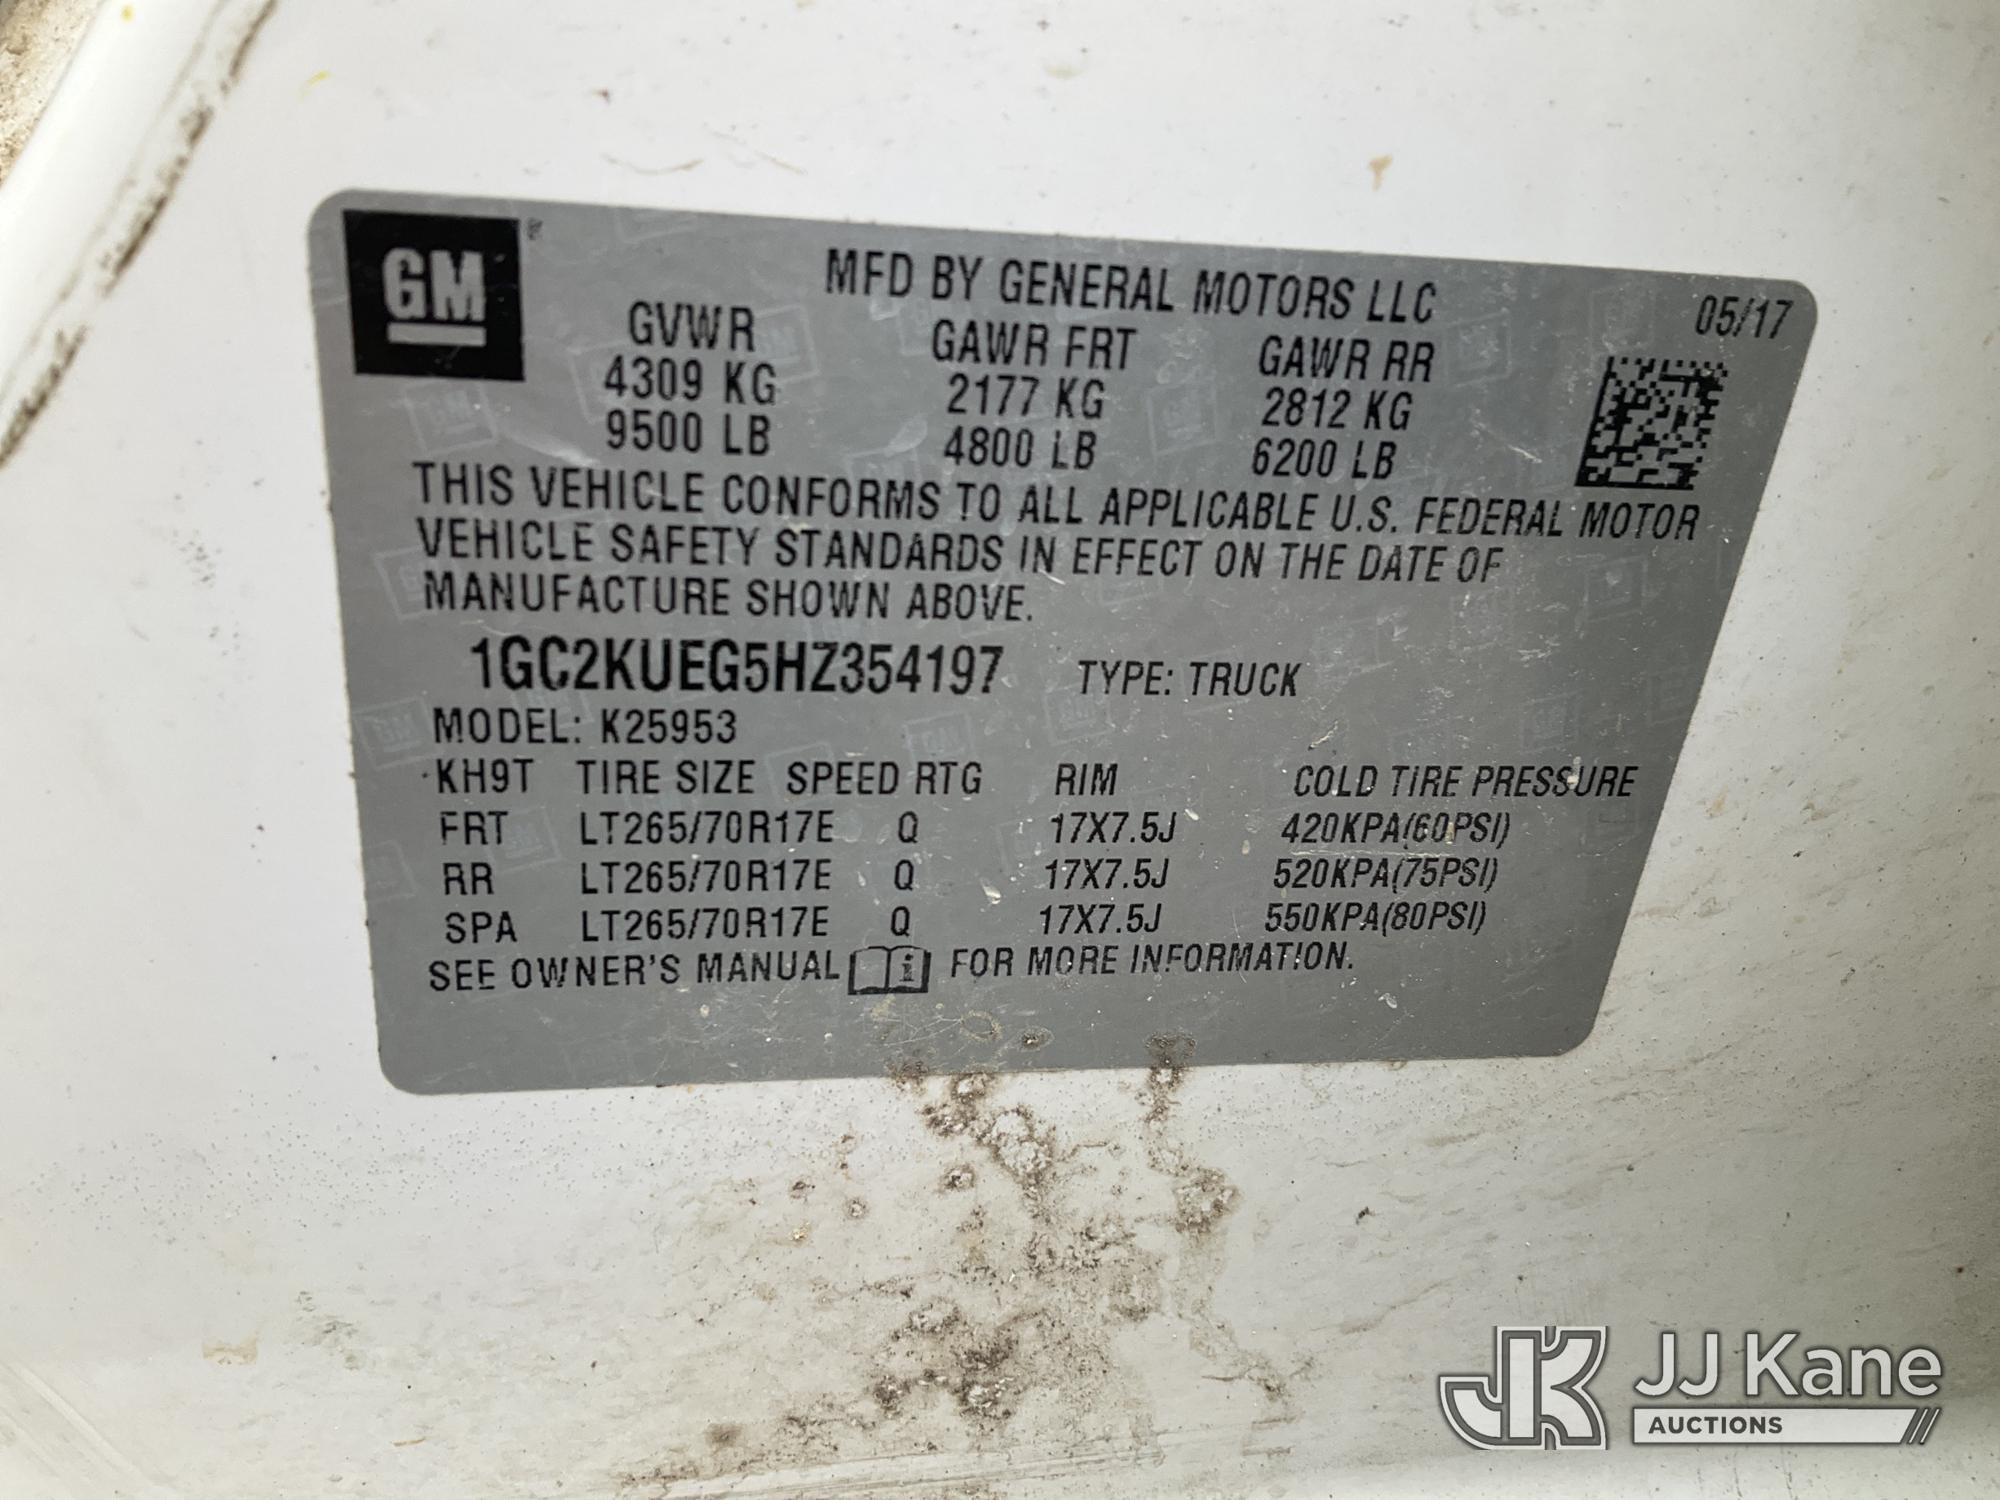 GM
MFD BY GENERAL MOTORS LLC
05/17
GVWR GAWR FRT GAWR RR
4309 KG 2177 KG 2812 KG
9500 LB 4800 LB 6200 LB
THIS VEHICLE CONFORMS TO ALL APPLICABLE U.S. FEDERAL MOTOR
VEHICLE SAFETY STANDARDS IN EFFECT ON THE DATE OF
MANUFACTURE SHOWN ABOVE.
1GC2KUEG5HZ354197 TYPE: TRUCK
MODEL: K25953
KH9T TIRE SIZE SPEED RTG RIM COLD TIRE PRESSURE
FRT LT265/70R17E Q 17X7.5J 420KPA(60PSI)
RR LT265/70R17E Q 17X7.5J 520KPA(75PSI)
SPA LT265/70R17E Q 17X7.5J 550KPA(80PSI)
SEE OWNER'S MANUAL i FOR MORE INFORMATION.
JK JJ Kane
AUCTIONS